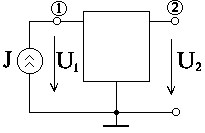 ① ②
J U₁ U₂